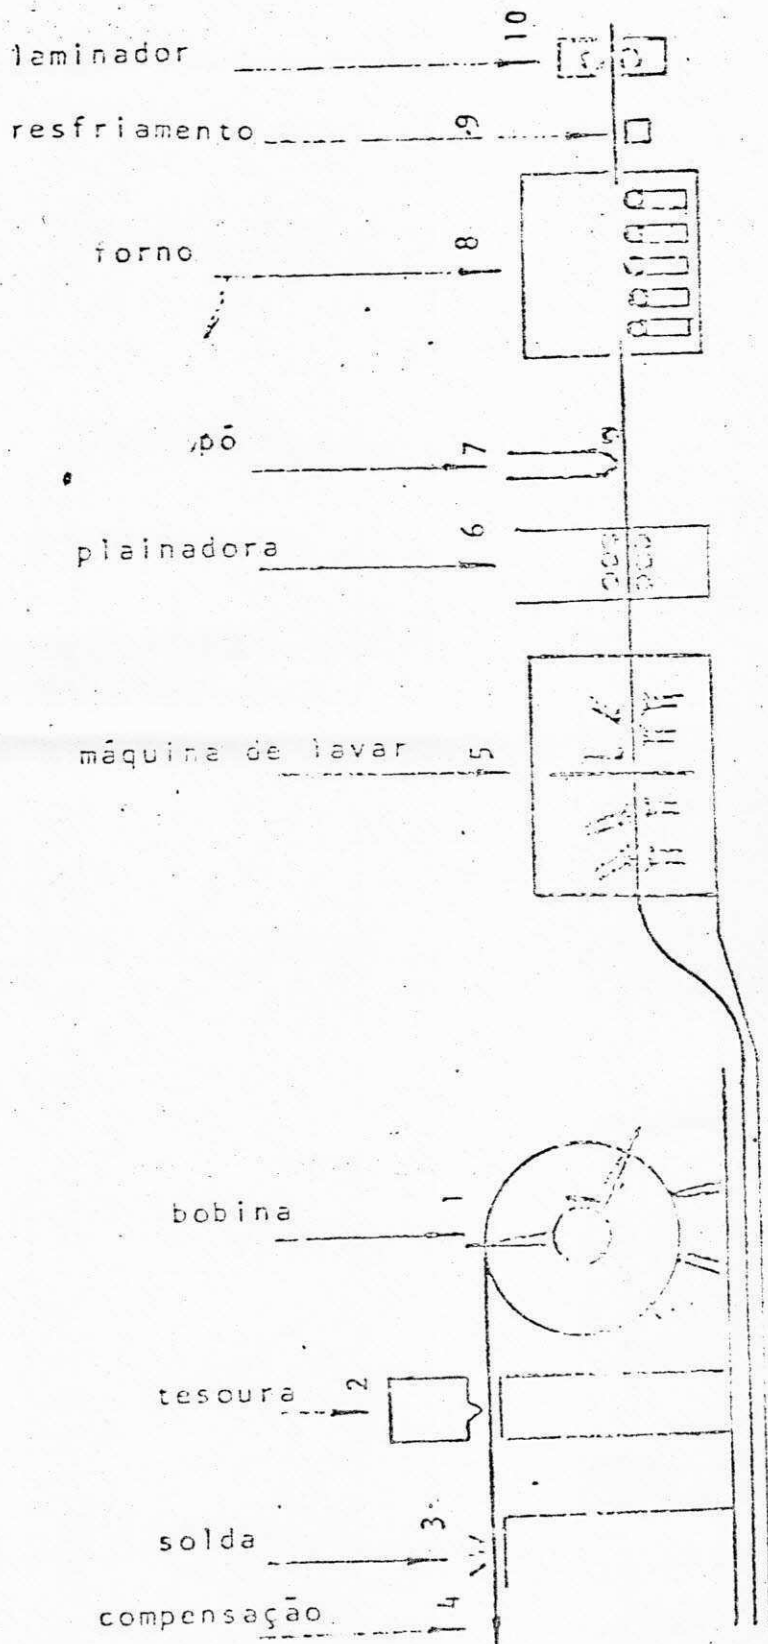 laminador 10
resfriamento 9
forno 8
pó 7
plainadora 6
máquina de lavar 5
bobina 1
tesoura 2
solda 3
compensação 4